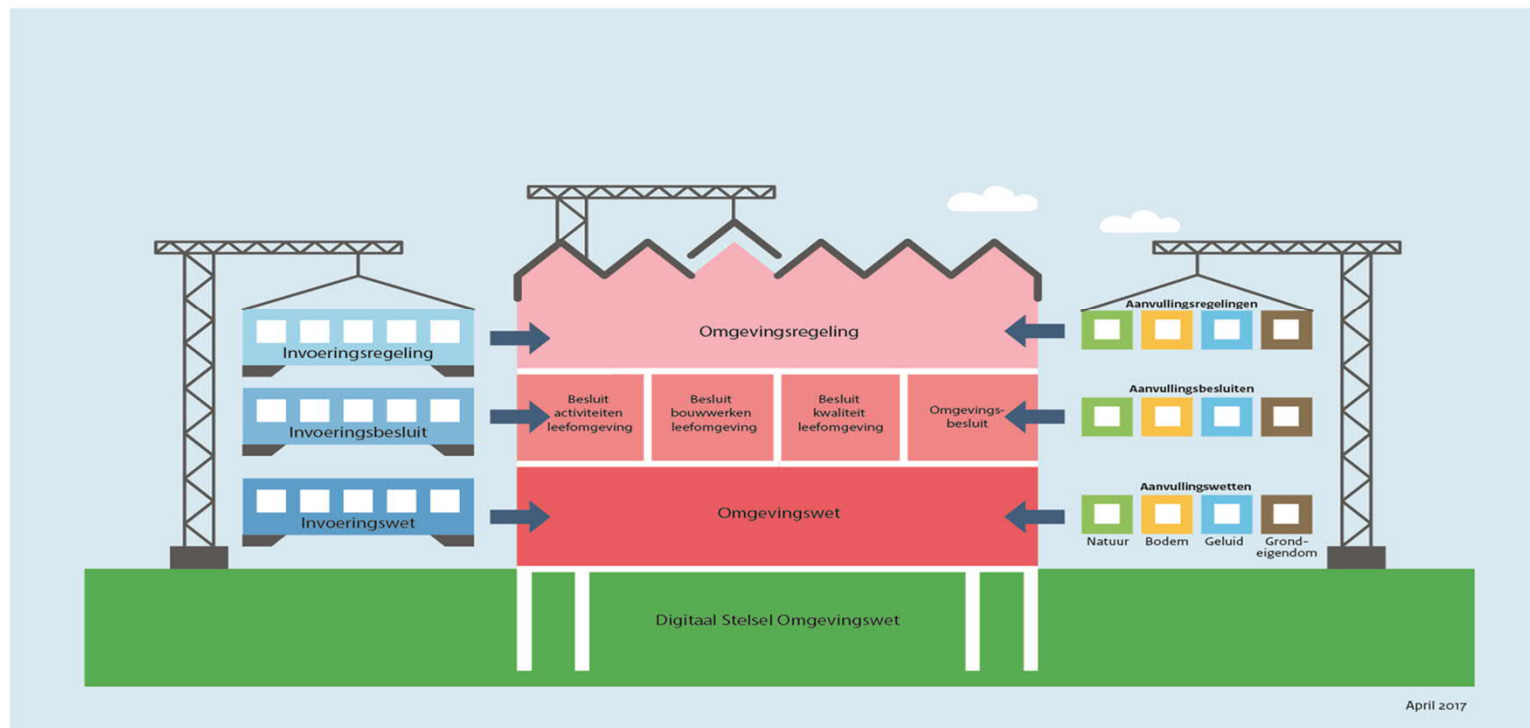 Aanvullingsregelingen
Omgevingsregeling
Invoeringsregeling
Aanvullingsbesluiten
Besluit
activiteiten
leefomgeving
Besluit
bouwwerken
leefomgeving
Besluit
kwaliteit
leefomgeving
Omgevings-
besluit
Invoeringsbesluit
Aanvullingswetten
Omgevingswet
Invoeringswet
Natuur
Bodem
Geluid
Grond-
eigendom
Digitaal Stelsel Omgevingswet
April 2017